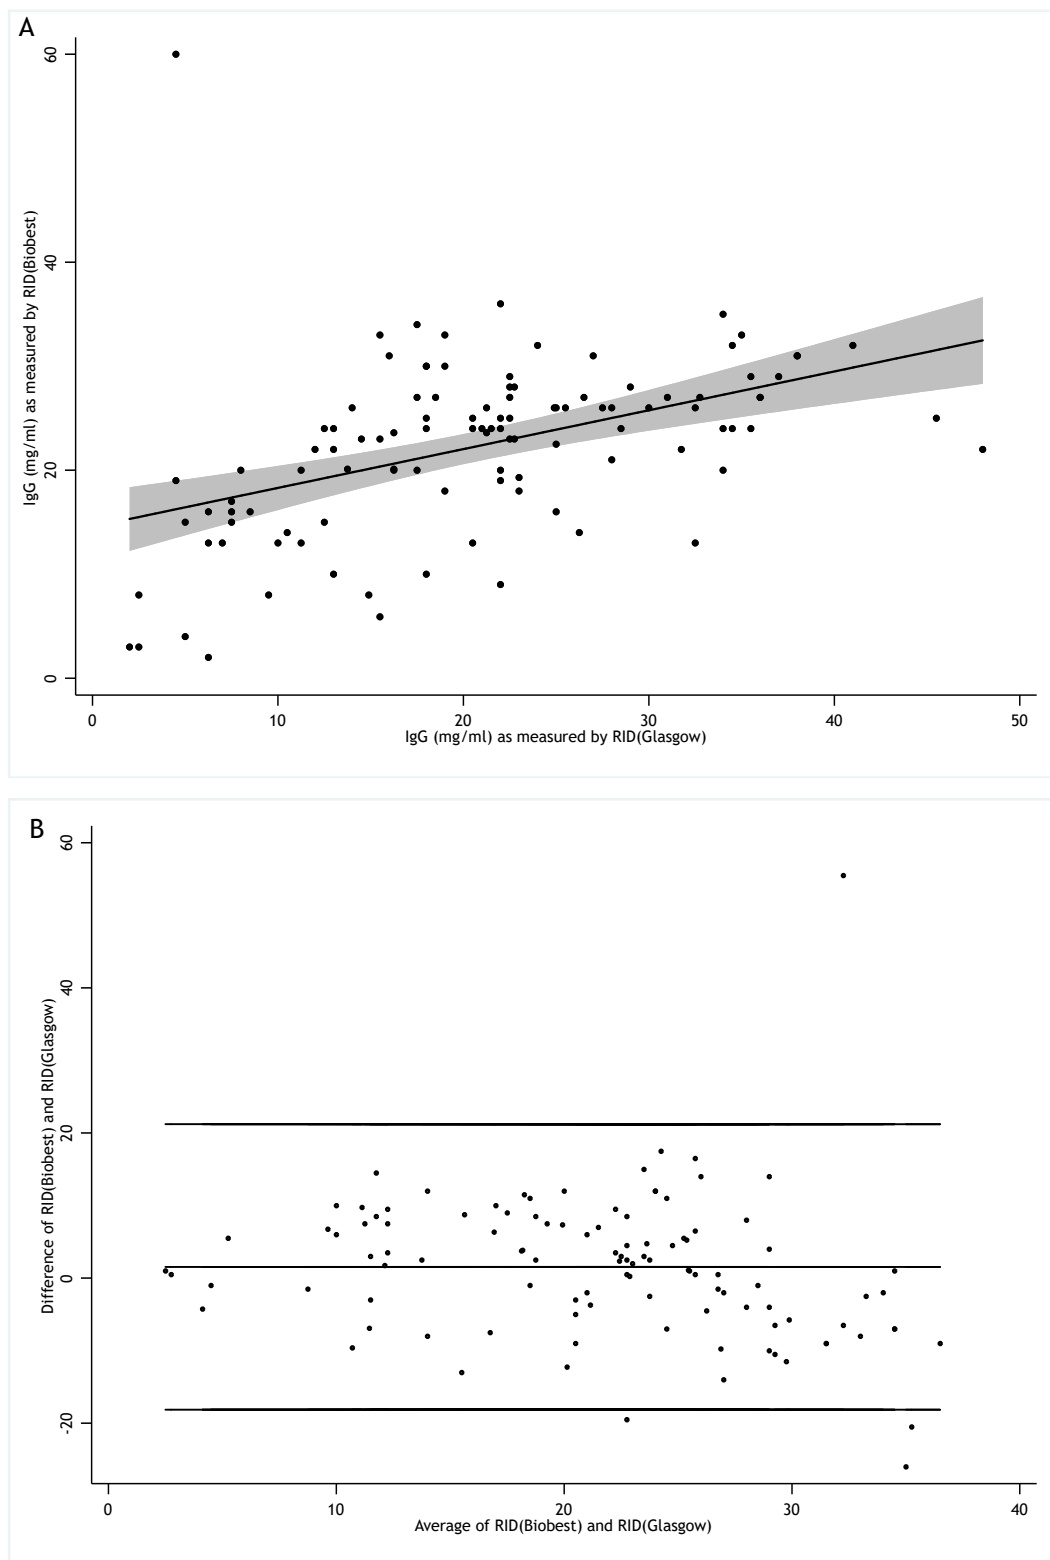 A
60
40
20
0
IgG (mg/ml) as measured by RID(Biobest)
0 10 20 30 40 50
IgG (mg/ml) as measured by RID(Glasgow)
B
60
40
20
0
-20
Difference of RID(Biobest) and RID(Glasgow)
0 10 20 30 40
Average of RID(Biobest) and RID(Glasgow)